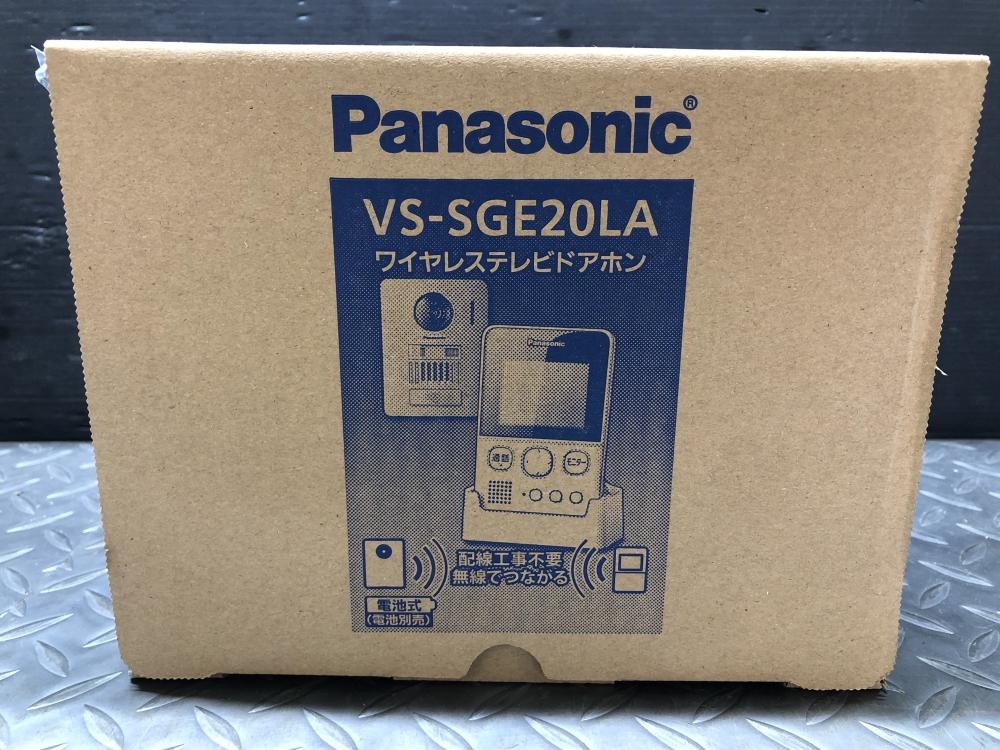 Panasonic®
VS-SGE20LA
ワイヤレステレビドアホン
Panasonic
通話
モニター
配線工事不要
無線でつながる
電池式
(電池別売)